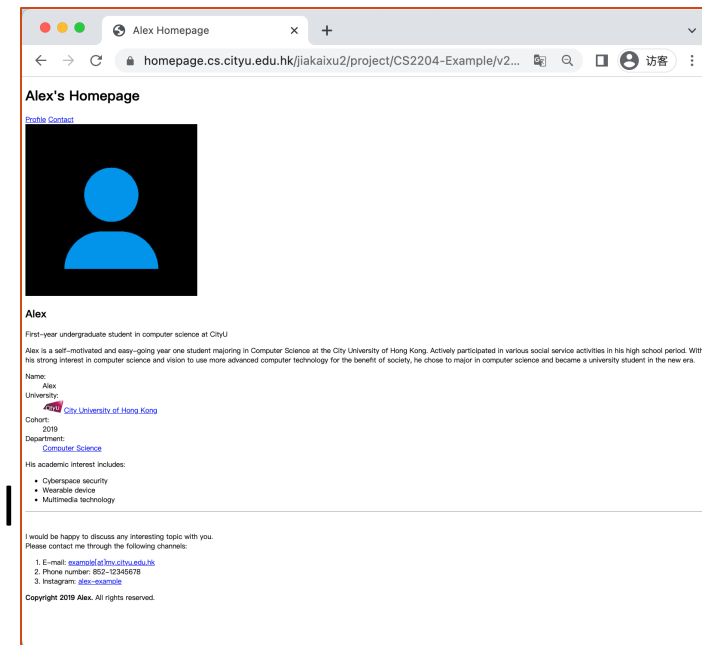 Alex Homepage
homepage.cs.cityu.edu.hk/jiakaixu2/project/CS2204-Example/v2...
访客
Alex's Homepage
Profile Contact
Alex
First-year undergraduate student in computer science at CityU
Alex is a self-motivated and easy-going year one student majoring in Computer Science at the City University of Hong Kong. Actively participated in various social service activities in his high school period. With
his strong interest in computer science and vision to use more advanced computer technology for the benefit of society, he chose to major in computer science and became a university student in the new era.
Name:
Alex
University:
CityU City University of Hong Kong
Cohort:
2019
Department:
Computer Science
His academic interest includes:
• Cyberspace security
• Wearable device
• Multimedia technology
I would be happy to discuss any interesting topic with you.
Please contact me through the following channels:
1. E-mail: example[at]my.cityu.edu.hk
2. Phone number: 852-12345678
3. Instagram: alex-example
Copyright 2019 Alex. All rights reserved.